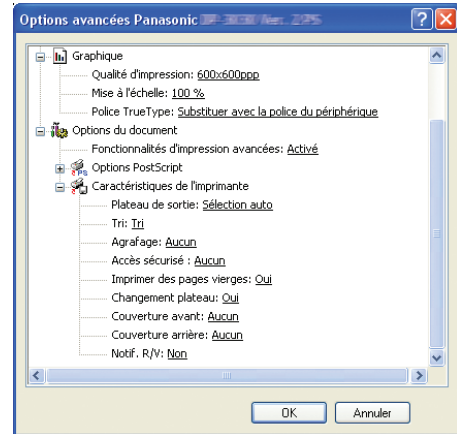 Options avancées Panasonic
Graphique
Qualité d'impression: 600x600ppp
Mise à l'échelle: 100 %
Police TrueType: Substituer avec la police du périphérique
Options du document
Fonctionnalités d'impression avancées: Activé
Options PostScript
Caractéristiques de l'imprimante
Plateau de sortie: Sélection auto
Tri: Tri
Agrafage: Aucun
Accès sécurisé : Aucun
Imprimer des pages vierges: Oui
Changement plateau: Oui
Couverture avant: Aucun
Couverture arrière: Aucun
Notif. R/V: Non
OK
Annuler